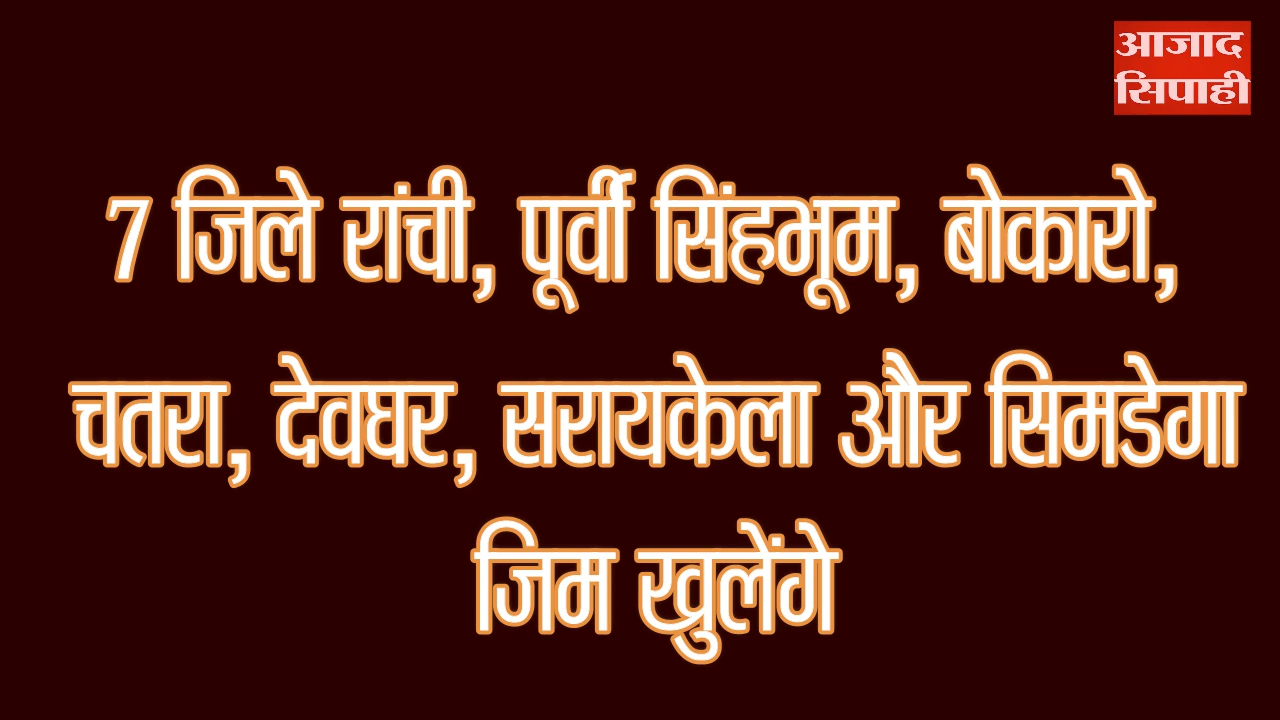 आजाद
सिपाही
7 जिले रांची, पूर्वी सिंहभूम, बोकारो,
चतरा, देवघर, सरायकेला और सिमडेगा
जिम खुलेंगे